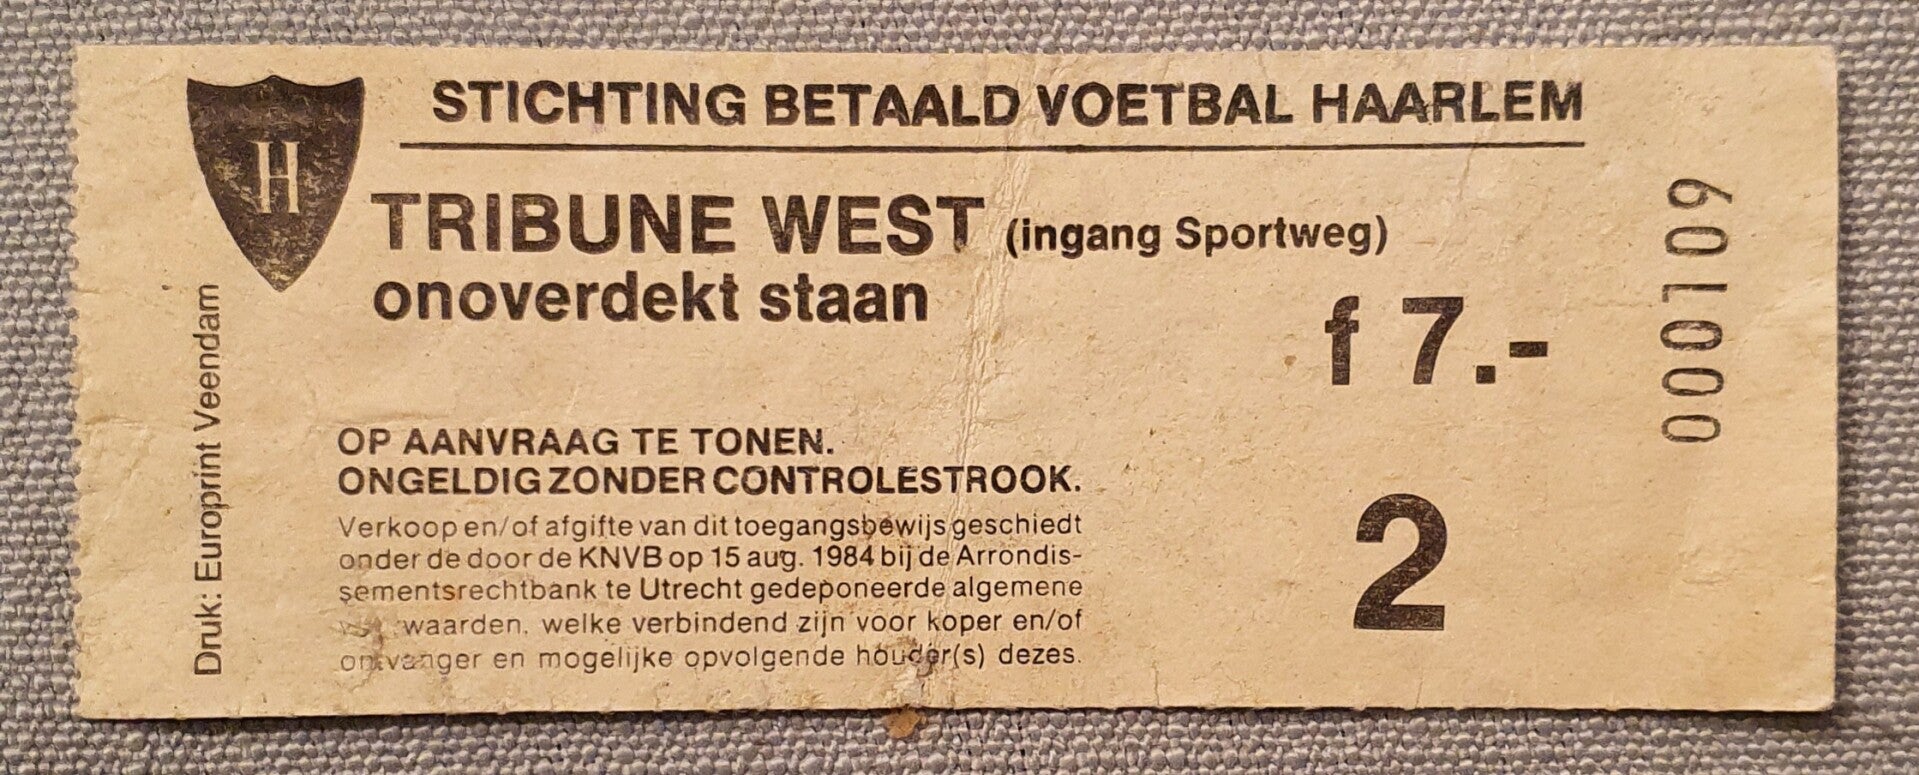 STICHTING BETAALD VOETBAL HAARLEM
H
TRIBUNE WEST (ingang Sportweg)
onoverdekt staan
f 7.-
000109
OP AANVRAAG TE TONEN.
ONGELDIG ZONDER CONTROLESTROOK.
Verkoop en/of afgifte van dit toegangsbewijs geschiedt
onder de door de KNVB op 15 aug. 1984 bij de Arrondis-
sementsrechtbank te Utrecht gedeponeerde algemene
voorwaarden, welke verbindend zijn voor koper en/of
ontvanger en mogelijke opvolgende houder(s) dezes.
2
Druk: Europrint Veendam